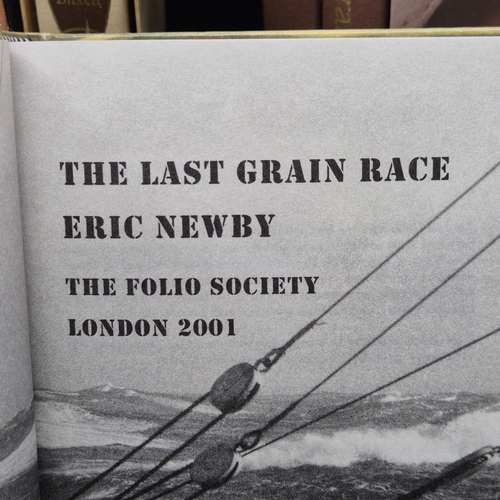 THE LAST GRAIN RACE
ERIC NEWBY
THE FOLIO SOCIETY
LONDON 2001